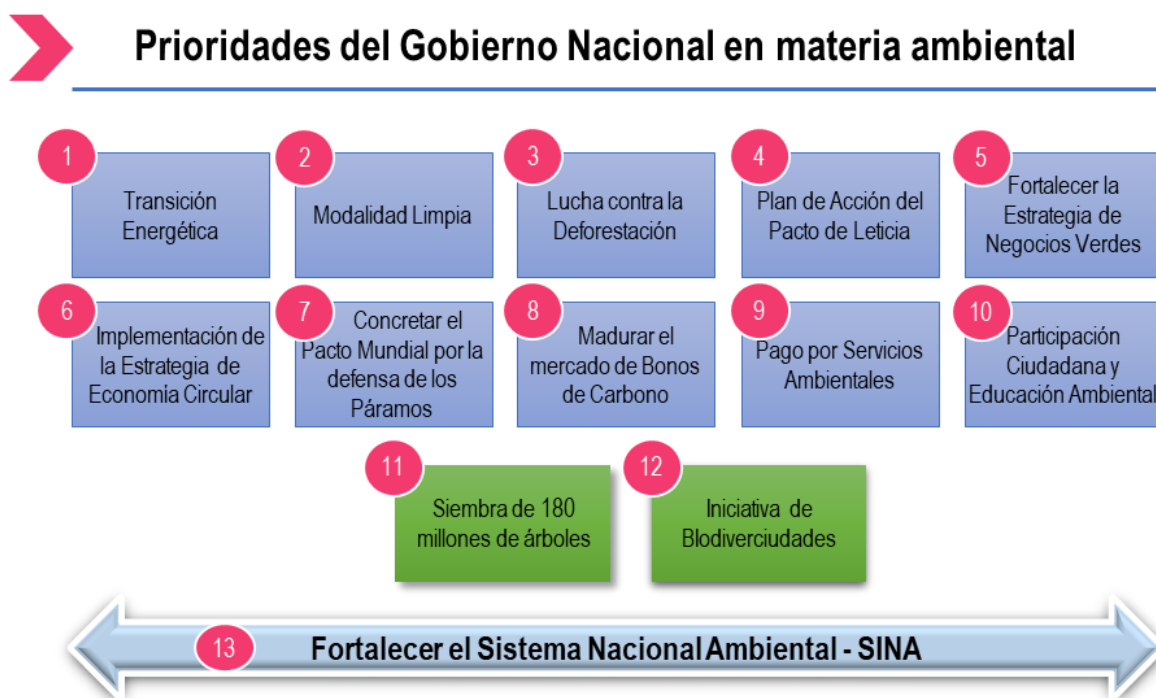 Prioridades del Gobierno Nacional en materia ambiental
1
Transición
Energética
2
Modalidad Limpia
3
Lucha contra la
Deforestación
4
Plan de Acción del
Pacto de Leticia
5
Fortalecer la
Estrategia de
Negocios Verdes
6
Implementación de
la Estrategia de
Economía Circular
7
Concretar el
Pacto Mundial por la
defensa de los
Páramos
8
Madurar el
mercado de Bonos
de Carbono
9
Pago por Servicios
Ambientales
10
Participación
Ciudadana y
Educación Ambiental
11
Siembra de 180
millones de árboles
12
Iniciativa de
Blodiverciudades
13
Fortalecer el Sistema Nacional Ambiental - SINA